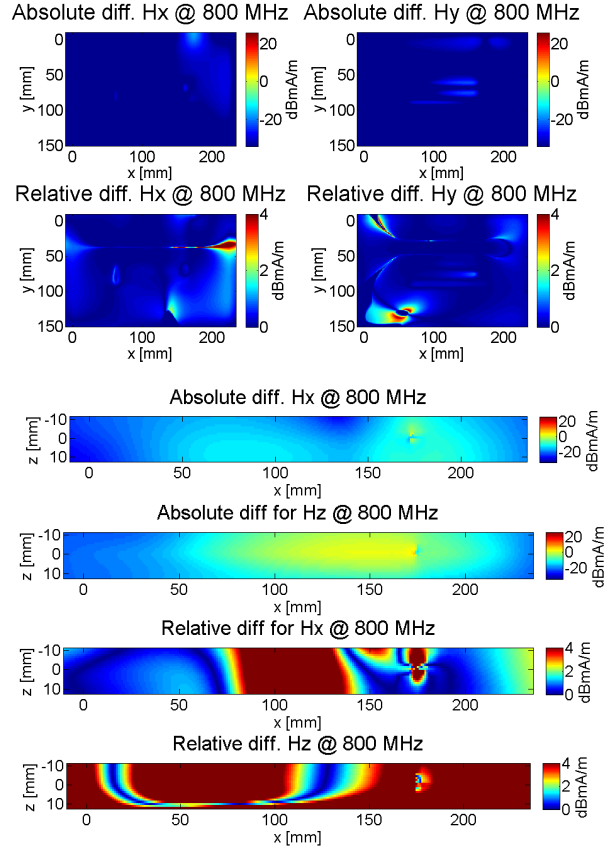 Absolute diff. Hx @ 800 MHz
Absolute diff. Hy @ 800 MHz
0
50
100
150
y [mm]
0
100
200
x [mm]
20
0
-20
dBmA/m
0
50
100
150
y [mm]
0
100
200
x [mm]
20
0
-20
dBmA/m
Relative diff. Hx @ 800 MHz
Relative diff. Hy @ 800 MHz
0
50
100
150
y [mm]
0
100
200
x [mm]
4
2
0
dBmA/m
0
50
100
150
y [mm]
0
100
200
x [mm]
4
2
0
dBmA/m
Absolute diff. Hx @ 800 MHz
z [mm]
-10
0
10
0
50
100
150
200
x [mm]
20
0
-20
dBmA/m
Absolute diff for Hz @ 800 MHz
z [mm]
-10
0
10
0
50
100
150
200
x [mm]
20
0
-20
dBmA/m
Relative diff for Hx @ 800 MHz
z [mm]
-10
0
10
0
50
100
150
200
x [mm]
4
2
0
dBmA/m
Relative diff. Hz @ 800 MHz
z [mm]
-10
0
10
0
50
100
150
200
x [mm]
4
2
0
dBmA/m